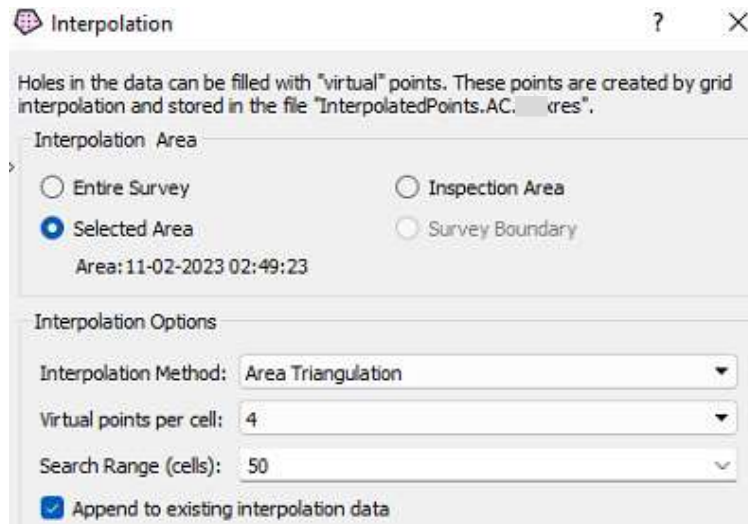 Interpolation ? X
Holes in the data can be filled with "virtual" points. These points are created by grid
interpolation and stored in the file "InterpolatedPoints.AC. xres".
Interpolation Area
Entire Survey Inspection Area
Selected Area Survey Boundary
Area:11-02-2023 02:49:23
Interpolation Options
Interpolation Method: Area Triangulation
Virtual points per cell: 4
Search Range (cells): 50
Append to existing interpolation data